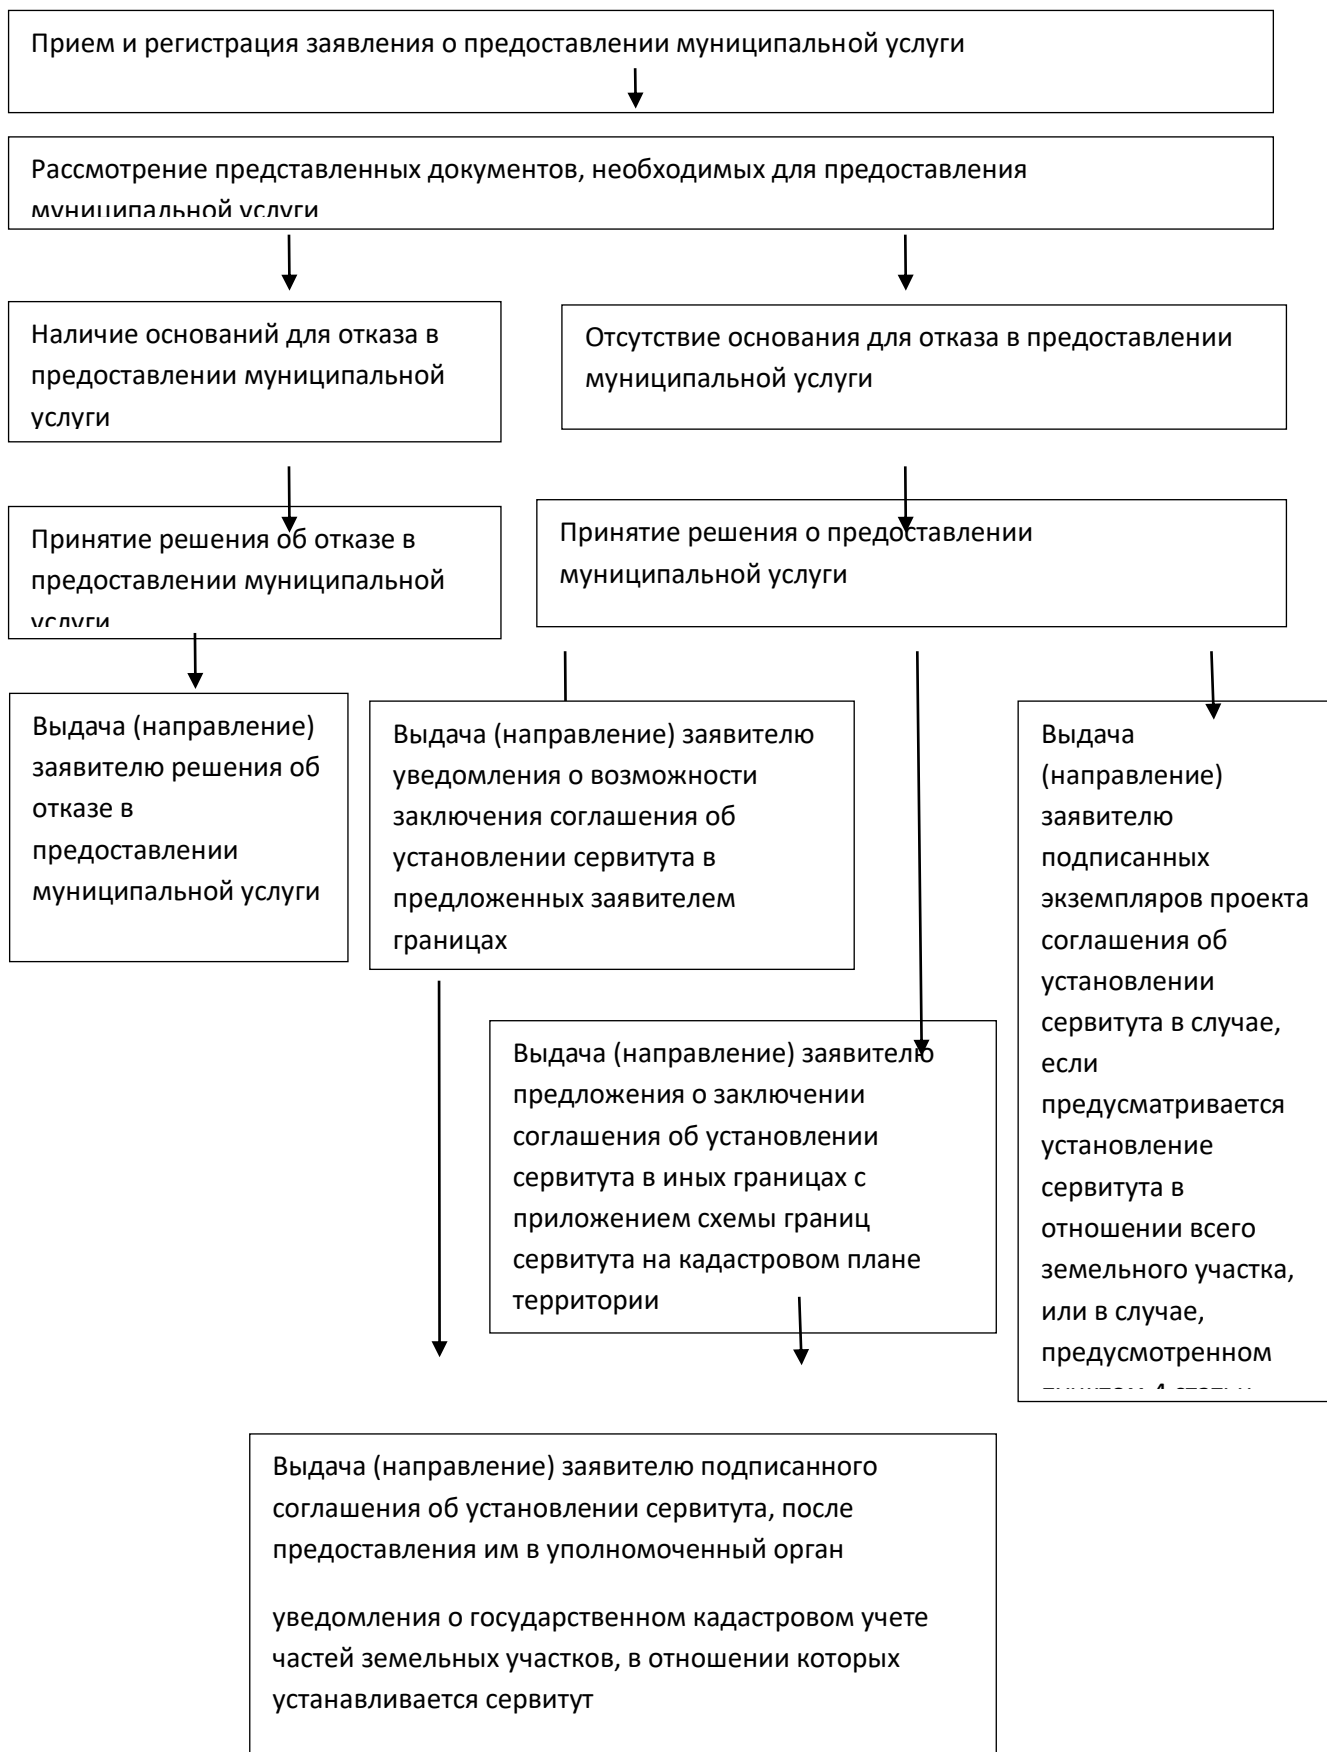 Прием и регистрация заявления о предоставлении муниципальной услуги
Рассмотрение представленных документов, необходимых для предоставления
муниципальной услуги
Наличие оснований для отказа в
предоставлении муниципальной
услуги
Отсутствие основания для отказа в предоставлении
муниципальной услуги
Принятие решения об отказе в
предоставлении муниципальной
услуги
Принятие решения о предоставлении
муниципальной услуги
Выдача (направление)
заявителю решения об
отказе в
предоставлении
муниципальной услуги
Выдача (направление) заявителю
уведомления о возможности
заключения соглашения об
установлении сервитута в
предложенных заявителем
границах
Выдача (направление) заявителю
предложения о заключении
соглашения об установлении
сервитута в иных границах с
приложением схемы границ
сервитута на кадастровом плане
территории
Выдача
(направление)
заявителю
подписанных
экземпляров проекта
соглашения об
установлении
сервитута в случае,
если
предусматривается
установление
сервитута в
отношении всего
земельного участка,
или в случае,
предусмотренном
Выдача (направление) заявителю подписанного
соглашения об установлении сервитута, после
предоставления им в уполномоченный орган
уведомления о государственном кадастровом учете
частей земельных участков, в отношении которых
устанавливается сервитут